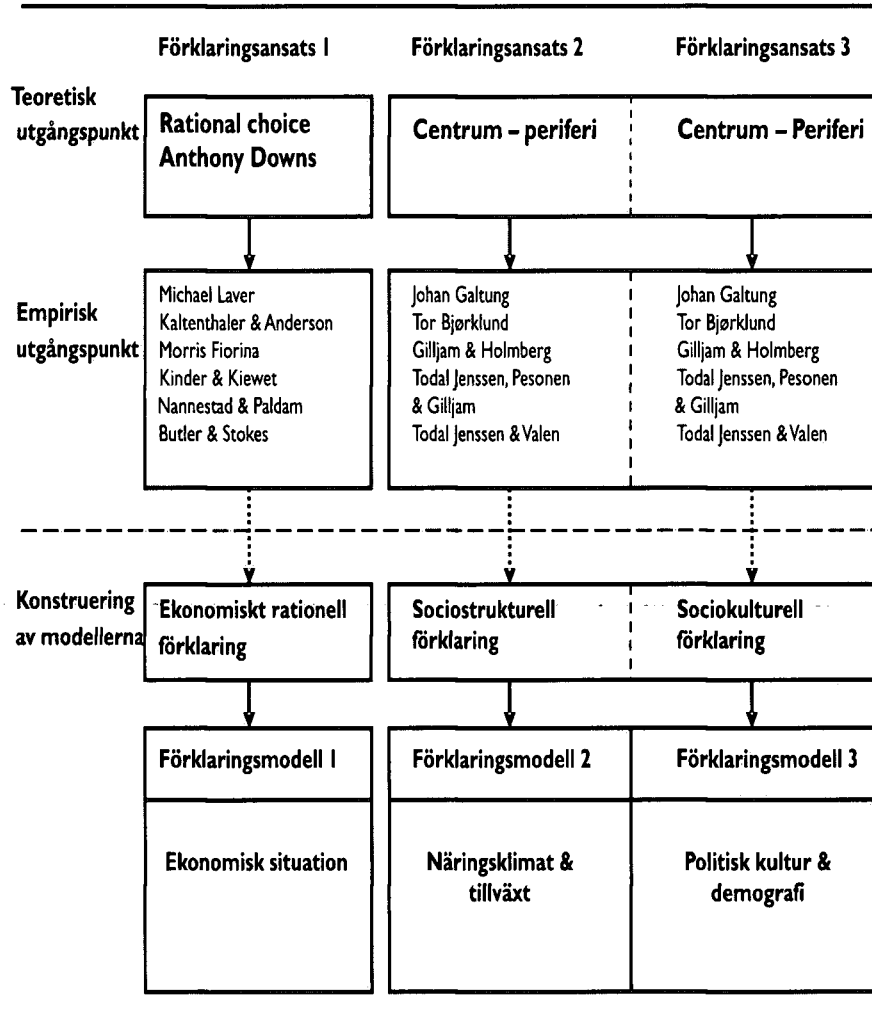 Förklaringsansats 1 Förklaringsansats 2 Förklaringsansats 3
Teoretisk
utgångspunkt
Rational choice
Anthony Downs
Centrum – periferi
Centrum – Periferi
Empirisk
utgångspunkt
Michael Laver
Kaltenthaler & Anderson
Morris Fiorina
Kinder & Kiewet
Nannestad & Paldam
Butler & Stokes
Johan Galtung
Tor Bjørklund
Gilljam & Holmberg
Todal Jenssen, Pesonen
& Gilljam
Todal Jenssen & Valen
Johan Galtung
Tor Bjørklund
Gilljam & Holmberg
Todal Jenssen, Pesonen
& Gilljam
Todal Jenssen & Valen
Konstruering
av modellerna
Ekonomiskt rationell
förklaring
Sociostrukturell
förklaring
Sociokulturell
förklaring
Förklaringsmodell 1
Förklaringsmodell 2
Förklaringsmodell 3
Ekonomisk situation
Näringsklimat &
tillväxt
Politisk kultur &
demografi